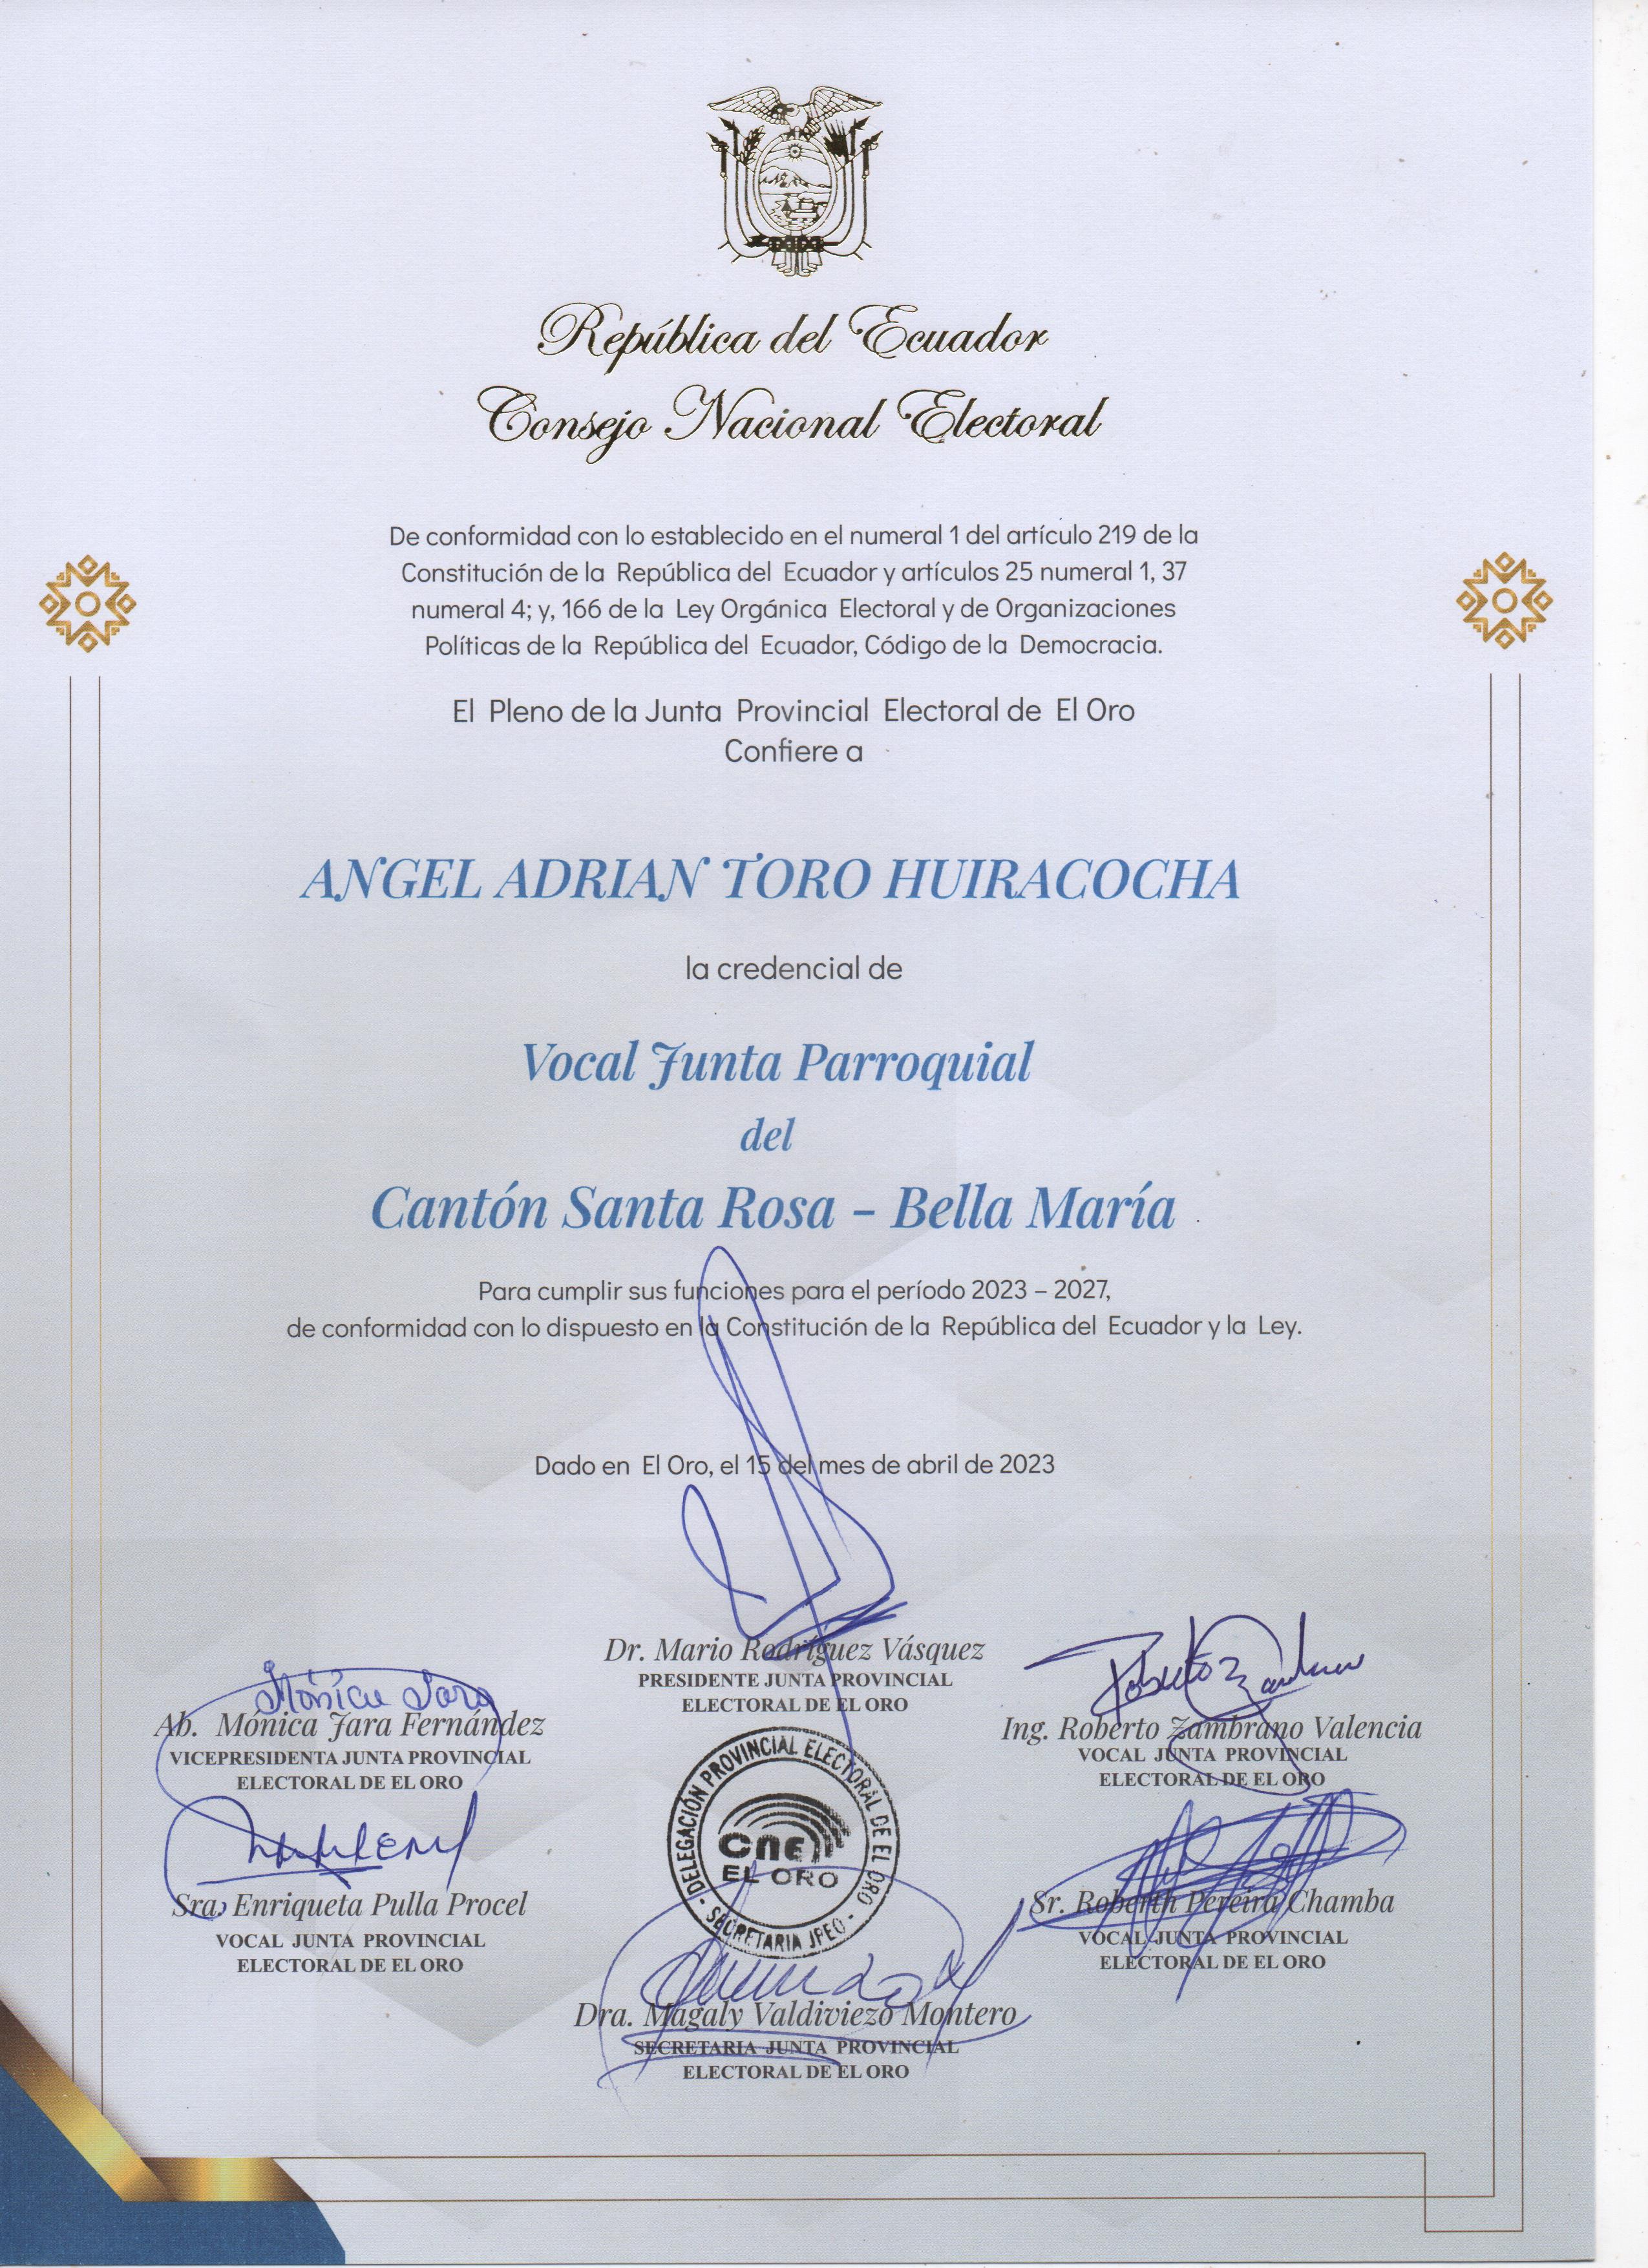 República del Ecuador
Consejo Nacional Electoral
De conformidad con lo establecido en el numeral 1 del artículo 219 de la
Constitución de la República del Ecuador y artículos 25 numeral 1, 37
numeral 4; y, 166 de la Ley Orgánica Electoral y de Organizaciones
Políticas de la República del Ecuador, Código de la Democracia.
El Pleno de la Junta Provincial Electoral de El Oro
Confiere a
ANGEL ADRIAN TORO HUIRACOCHA
la credencial de
Vocal Junta Parroquial
del
Cantón Santa Rosa - Bella María
Para cumplir sus funciones para el período 2023 – 2027,
de conformidad con lo dispuesto en la Constitución de la República del Ecuador y la Ley.
Dado en El Oro, el 15 del mes de abril de 2023
Dr. Mario Rodríguez Vásquez
PRESIDENTE JUNTA PROVINCIAL
ELECTORAL DE EL ORO
Mónica Jara
Ab. Mónica Jara Fernández
VICEPRESIDENTA JUNTA PROVINCIAL
ELECTORAL DE EL ORO
Roberto Zambrano
Ing. Roberto Zambrano Valencia
VOCAL JUNTA PROVINCIAL
ELECTORAL DE EL ORO
DELEGACIÓN PROVINCIAL ELECTORAL DE EL ORO
CNE
EL ORO
SECRETARIA JPEO
Sra. Enriqueta Pulla Procel
VOCAL JUNTA PROVINCIAL
ELECTORAL DE EL ORO
Sr. Roberth Pereira Chamba
VOCAL JUNTA PROVINCIAL
ELECTORAL DE EL ORO
Dra. Magaly Valdiviezo Montero
SECRETARIA JUNTA PROVINCIAL
ELECTORAL DE EL ORO